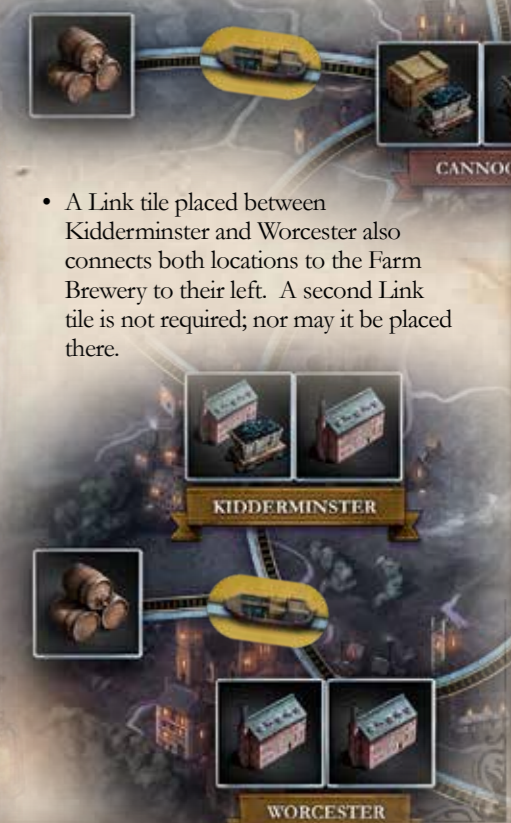 CANNO
• A Link tile placed between
Kidderminster and Worcester also
connects both locations to the Farm
Brewery to their left. A second Link
tile is not required; nor may it be placed
there.
KIDDERMINSTER
WORCESTER